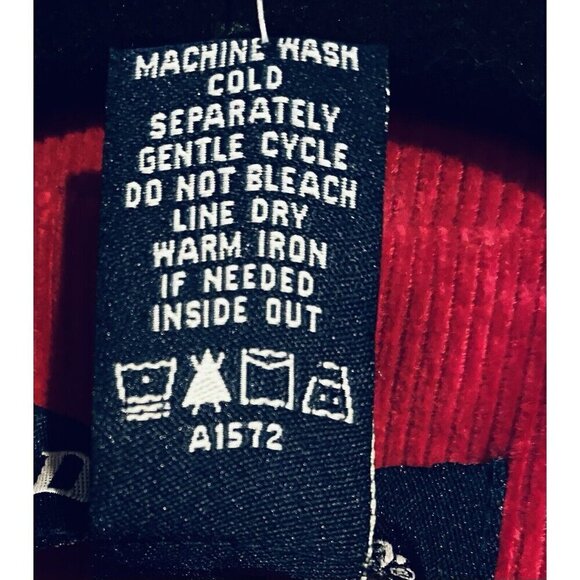 MACHINE WASH
COLD
SEPARATELY
GENTLE CYCLE
DO NOT BLEACH
LINE DRY
WARM IRON
IF NEEDED
INSIDE OUT
A1572